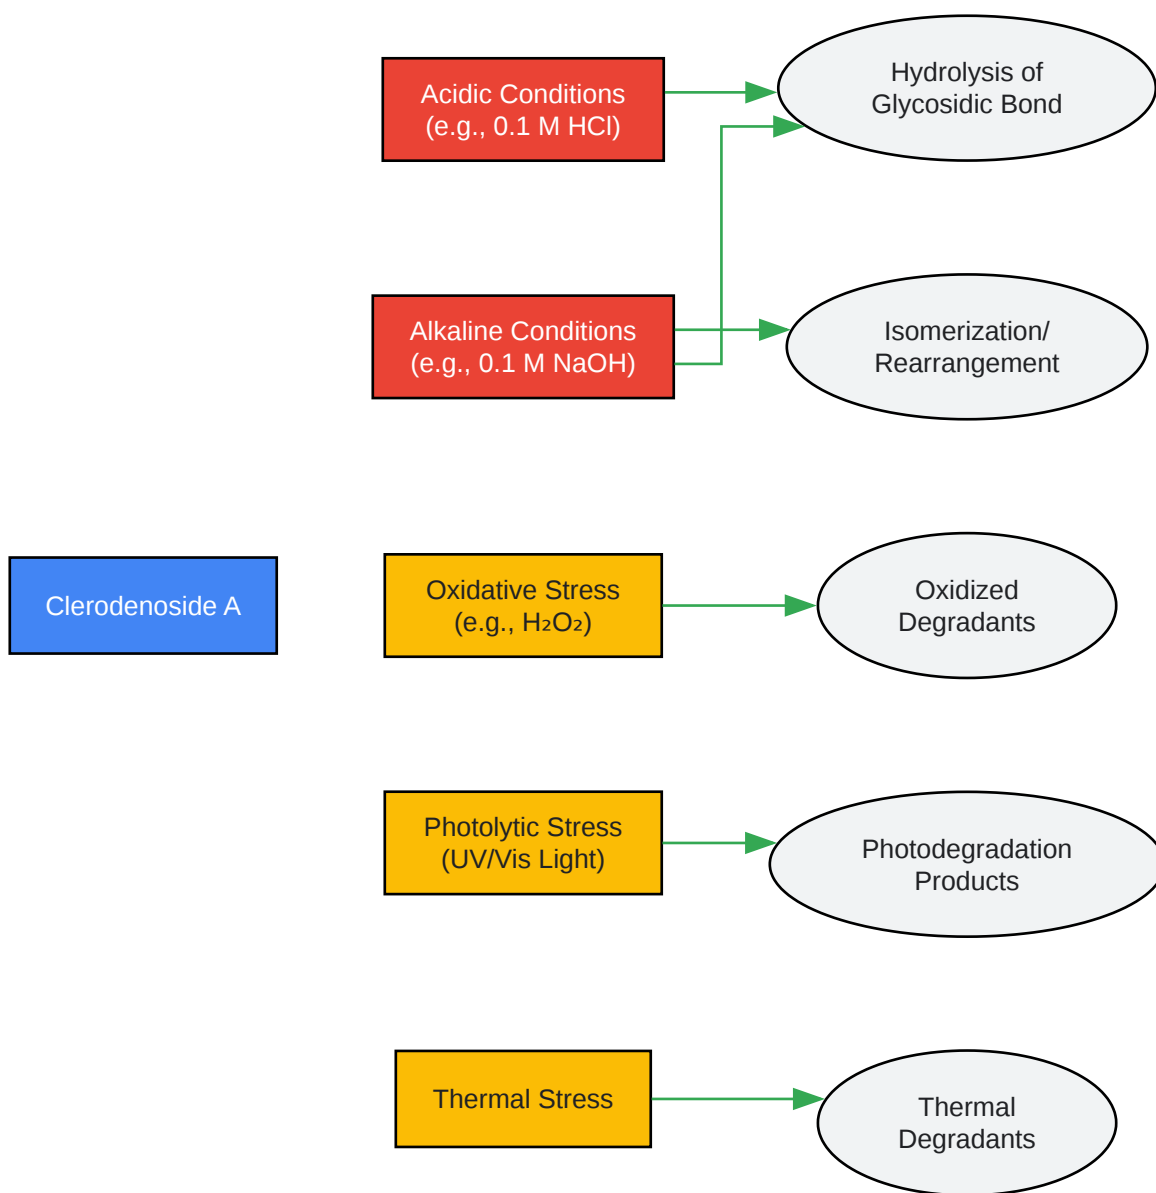 Acidic Conditions
(e.g., 0.1 M HCl)
Hydrolysis of
Glycosidic Bond
Alkaline Conditions
(e.g., 0.1 M NaOH)
Isomerization/
Rearrangement
Clerodenoside A
Oxidative Stress
(e.g., H₂O₂)
Oxidized
Degradants
Photolytic Stress
(UV/Vis Light)
Photodegradation
Products
Thermal Stress
Thermal
Degradants